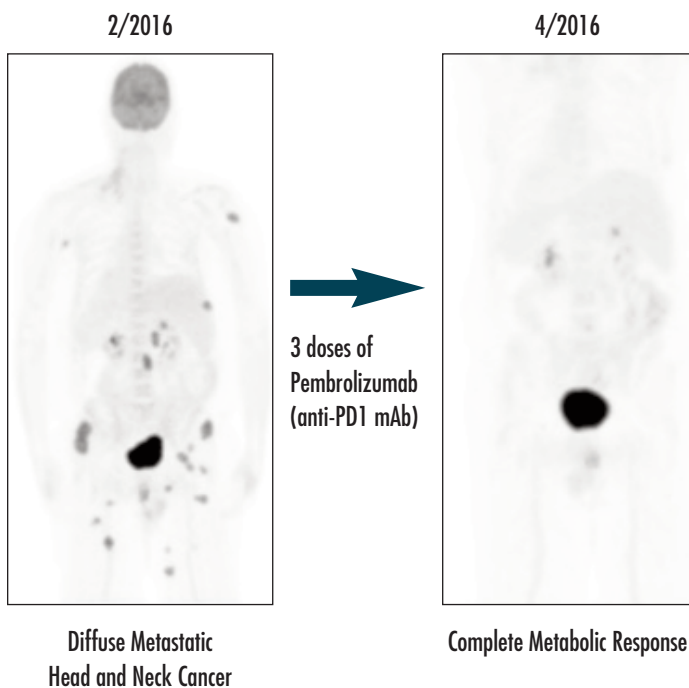 2/2016
4/2016
3 doses of
Pembrolizumab
(anti-PD1 mAb)
Diffuse Metastatic
Head and Neck Cancer
Complete Metabolic Response